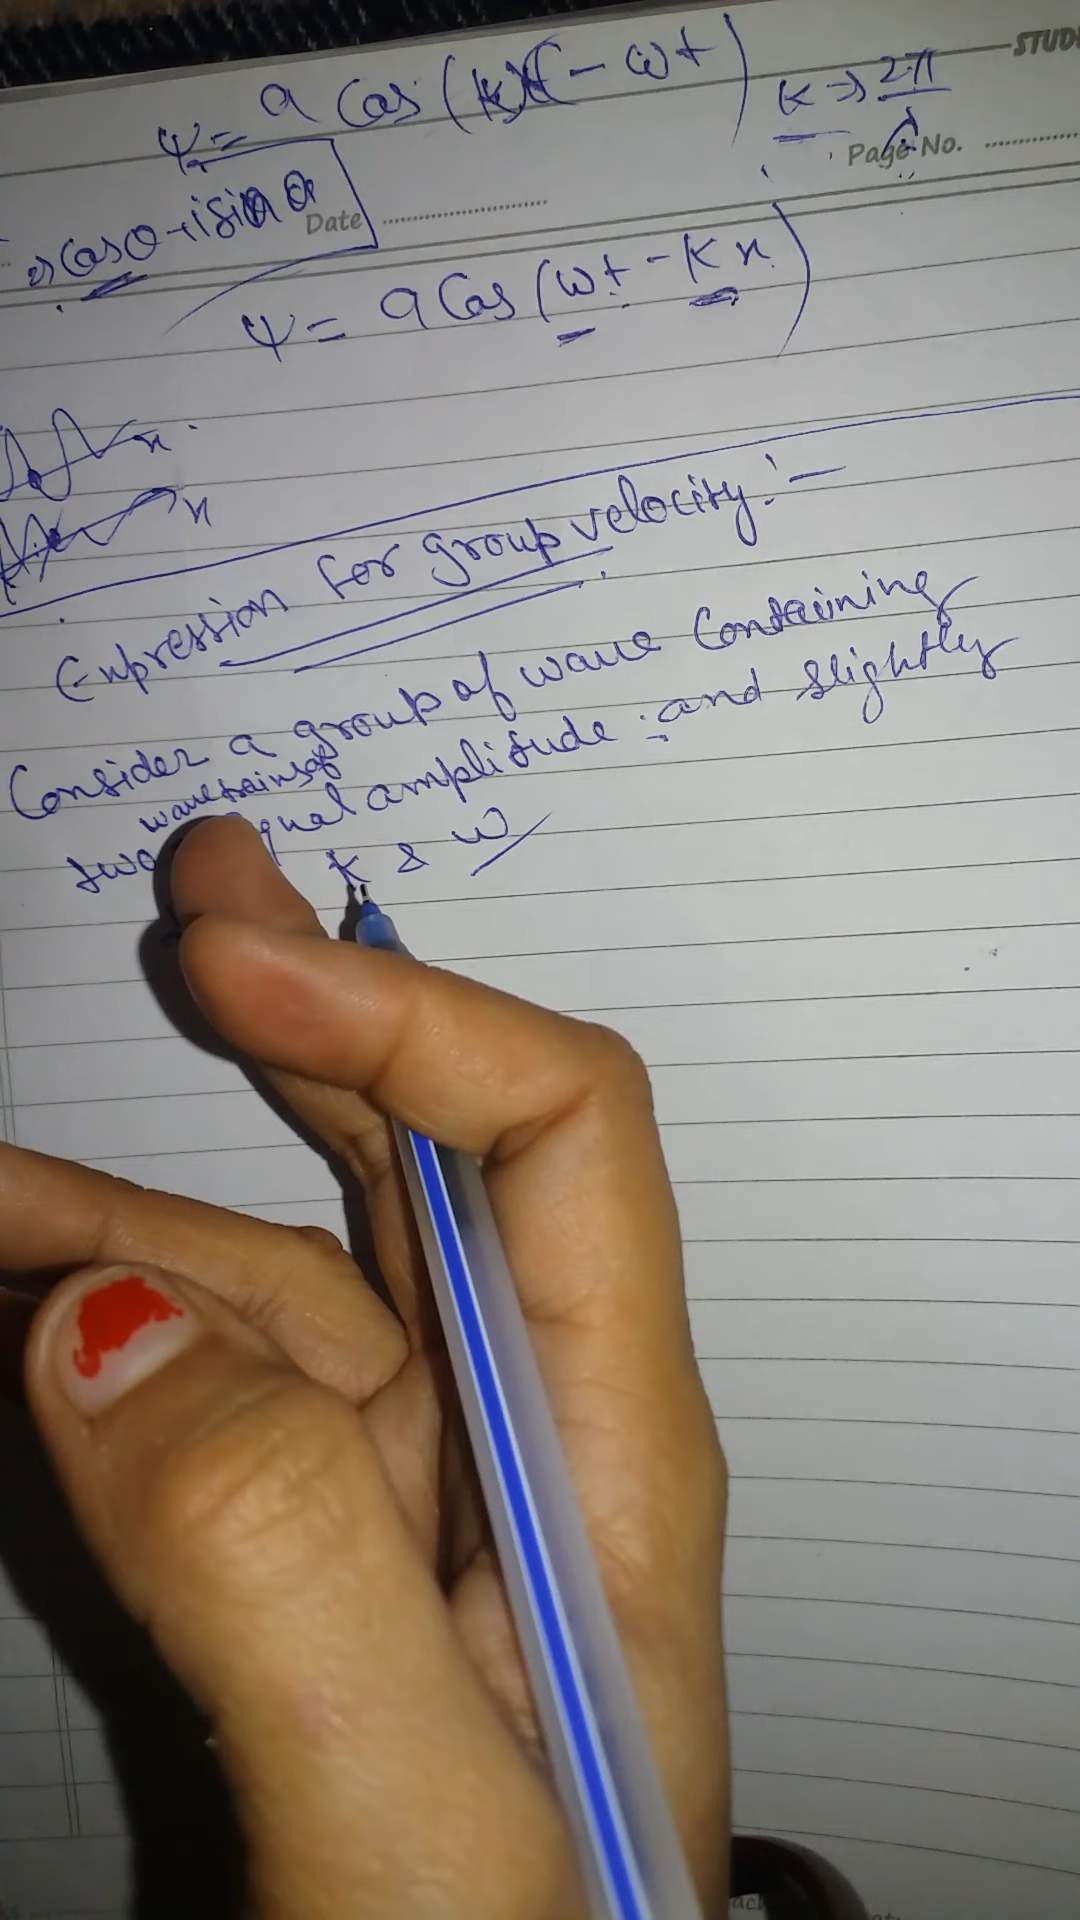 STUD
ψ = a Cos (kx - ωt)
k → 2π/λ
Page No.
Cosθ + isinθ
Date
ψ = a Cos (ωt - kx)
x
x
Expression for group velocity:-
Consider a group of wave Containing
wave trains of
two equal amplitude and slightly
k & ω